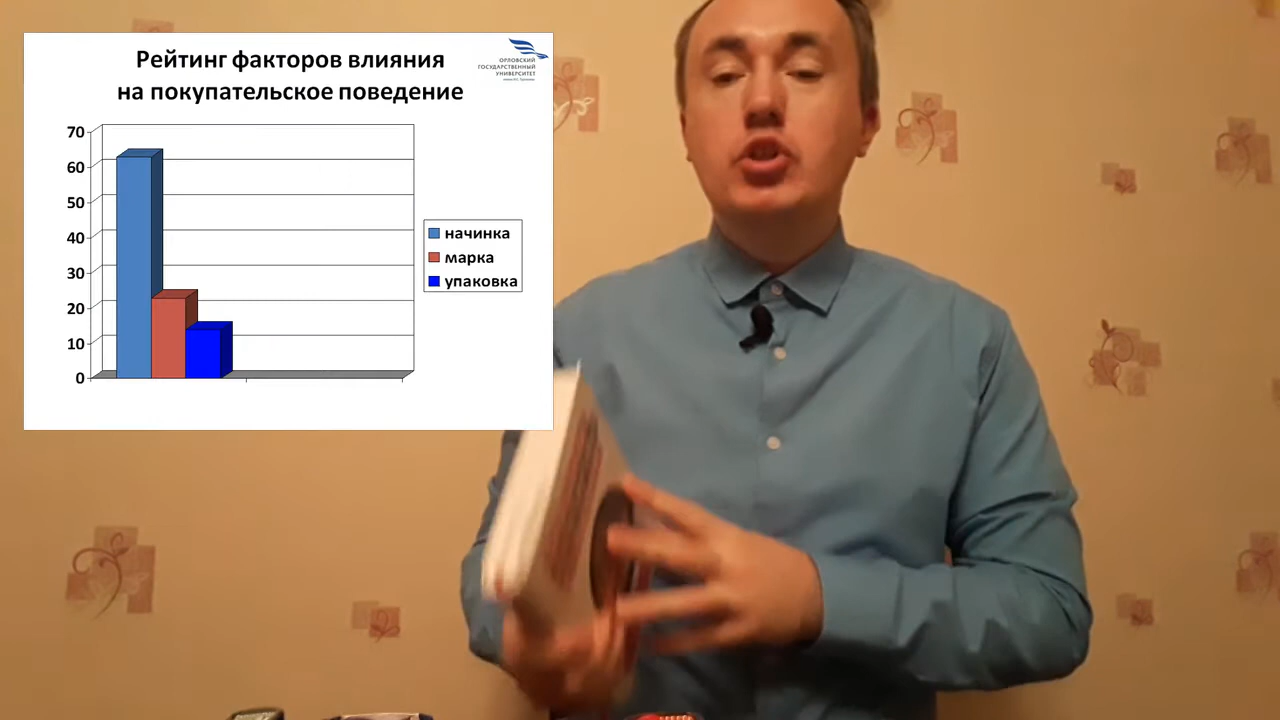 Рейтинг факторов влияния
на покупательское поведение
ОРЛОВСКИЙ
ГОСУДАРСТВЕННЫЙ
УНИВЕРСИТЕТ
70
60
50
40
30
20
10
0
начинка
марка
упаковка